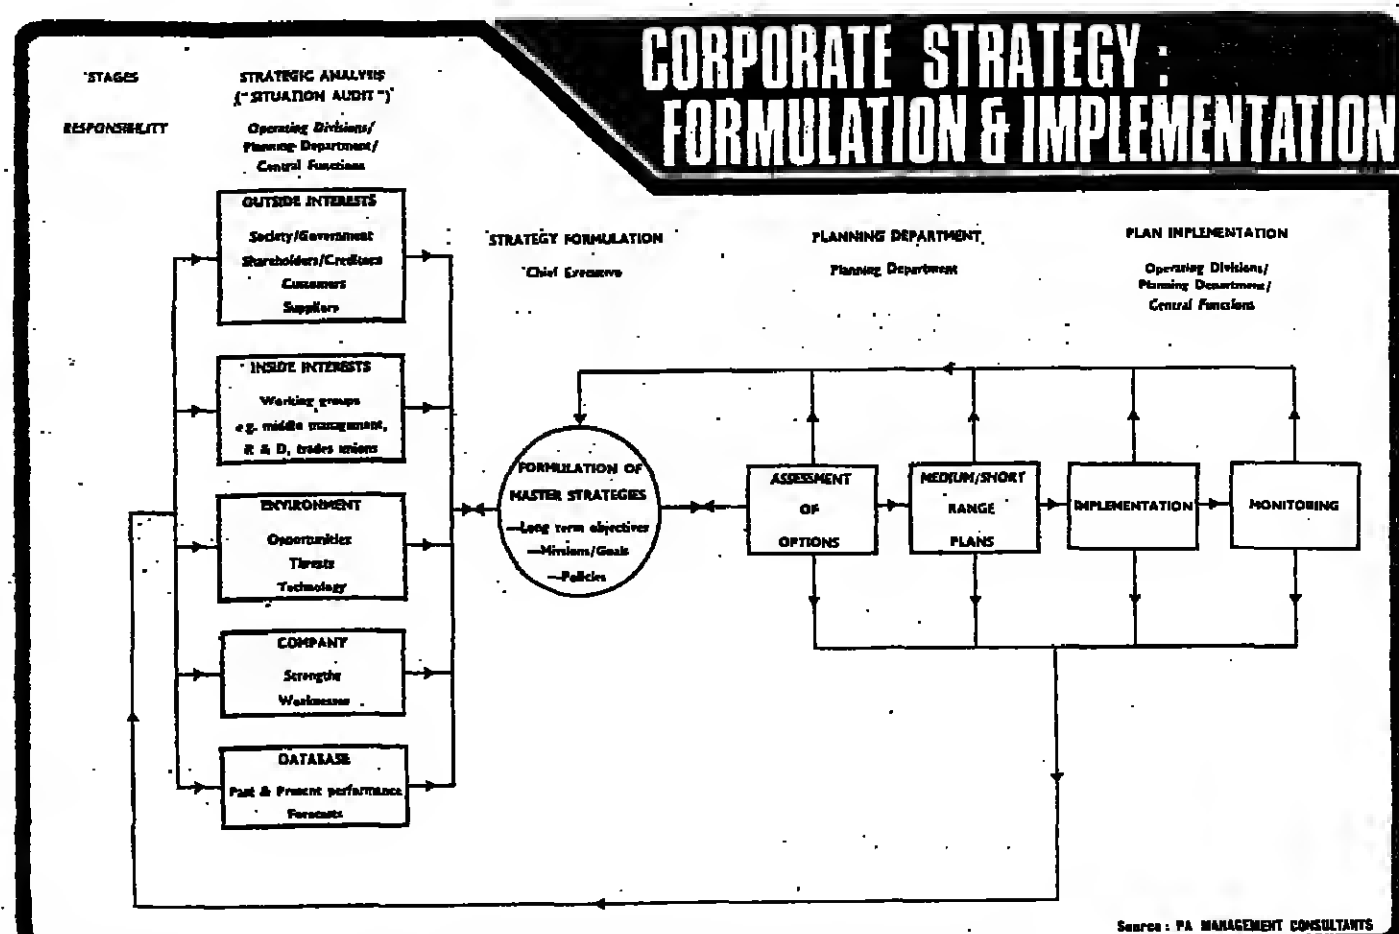 CORPORATE STRATEGY :
FORMULATION & IMPLEMENTATION
STAGES
STRATEGIC ANALYSIS
("SITUATION AUDIT")
RESPONSIBILITY
Operating Divisions/
Planning Department/
Central Functions
OUTSIDE INTERESTS
Society/Government
Shareholders/Creditors
Customers
Suppliers
INSIDE INTERESTS
Working groups
e.g. middle management,
R & D, trades unions
ENVIRONMENT
Opportunities
Threats
Technology
COMPANY
Strengths
Weaknesses
DATABASE
Past & Present performance
Forecasts
STRATEGY FORMULATION
Chief Executive
FORMULATION OF
MASTER STRATEGIES
—Long term objectives
—Missions/Goals
—Policies
PLANNING DEPARTMENT
Planning Department
ASSESSMENT
OF
OPTIONS
MEDIUM/SHORT
RANGE
PLANS
PLAN IMPLEMENTATION
Operating Divisions/
Planning Department/
Central Functions
IMPLEMENTATION
MONITORING
Source : PA MANAGEMENT CONSULTANTS